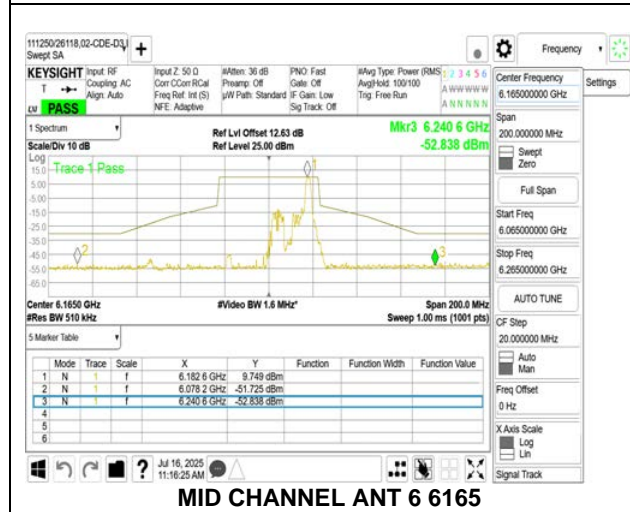 111250/26118,02-CDE-D3,I
Swept SA
+
Frequency
Settings
KEYSIGHT Input: RF Input Z: 50 Ω #Atten: 36 dB PNO: Fast #Avg Type: Power (RMS 1 2 3 4 5 6
T Coupling: AC Corr CCorr RCal Preamp: Off Gate: Off Avg|Hold: 100/100 A W W W W W
Align: Auto Freq Ref: Int (S) µW Path: Standard IF Gain: Low Trig: Free Run A N N N N N
PASS NFE: Adaptive Sig Track: Off
1 Spectrum Ref Lvl Offset 12.63 dB Mkr3 6.240 6 GHz
Scale/Div 10 dB Ref Level 25.00 dBm -52.838 dBm
Log
Trace 1 Pass
15.0
5.00
-5.00
-15.0
-25.0
-35.0
-45.0
-55.0
-65.0
1
2
3
Center 6.1650 GHz #Video BW 1.6 MHz* Span 200.0 MHz
#Res BW 510 kHz Sweep 1.00 ms (1001 pts)
5 Marker Table
Mode Trace Scale X Y Function Function Width Function Value
1 N 1 f 6.182 6 GHz 9.749 dBm
2 N 1 f 6.078 2 GHz -51.725 dBm
3 N 1 f 6.240 6 GHz -52.838 dBm
4
5
6
Center Frequency
6.165000000 GHz
Span
200.000000 MHz
Swept
Zero
Full Span
Start Freq
6.065000000 GHz
Stop Freq
6.265000000 GHz
AUTO TUNE
CF Step
20.000000 MHz
Auto
Man
Freq Offset
0 Hz
X Axis Scale
Log
Lin
Signal Track
? Jul 16, 2025
11:16:25 AM
MID CHANNEL ANT 6 6165